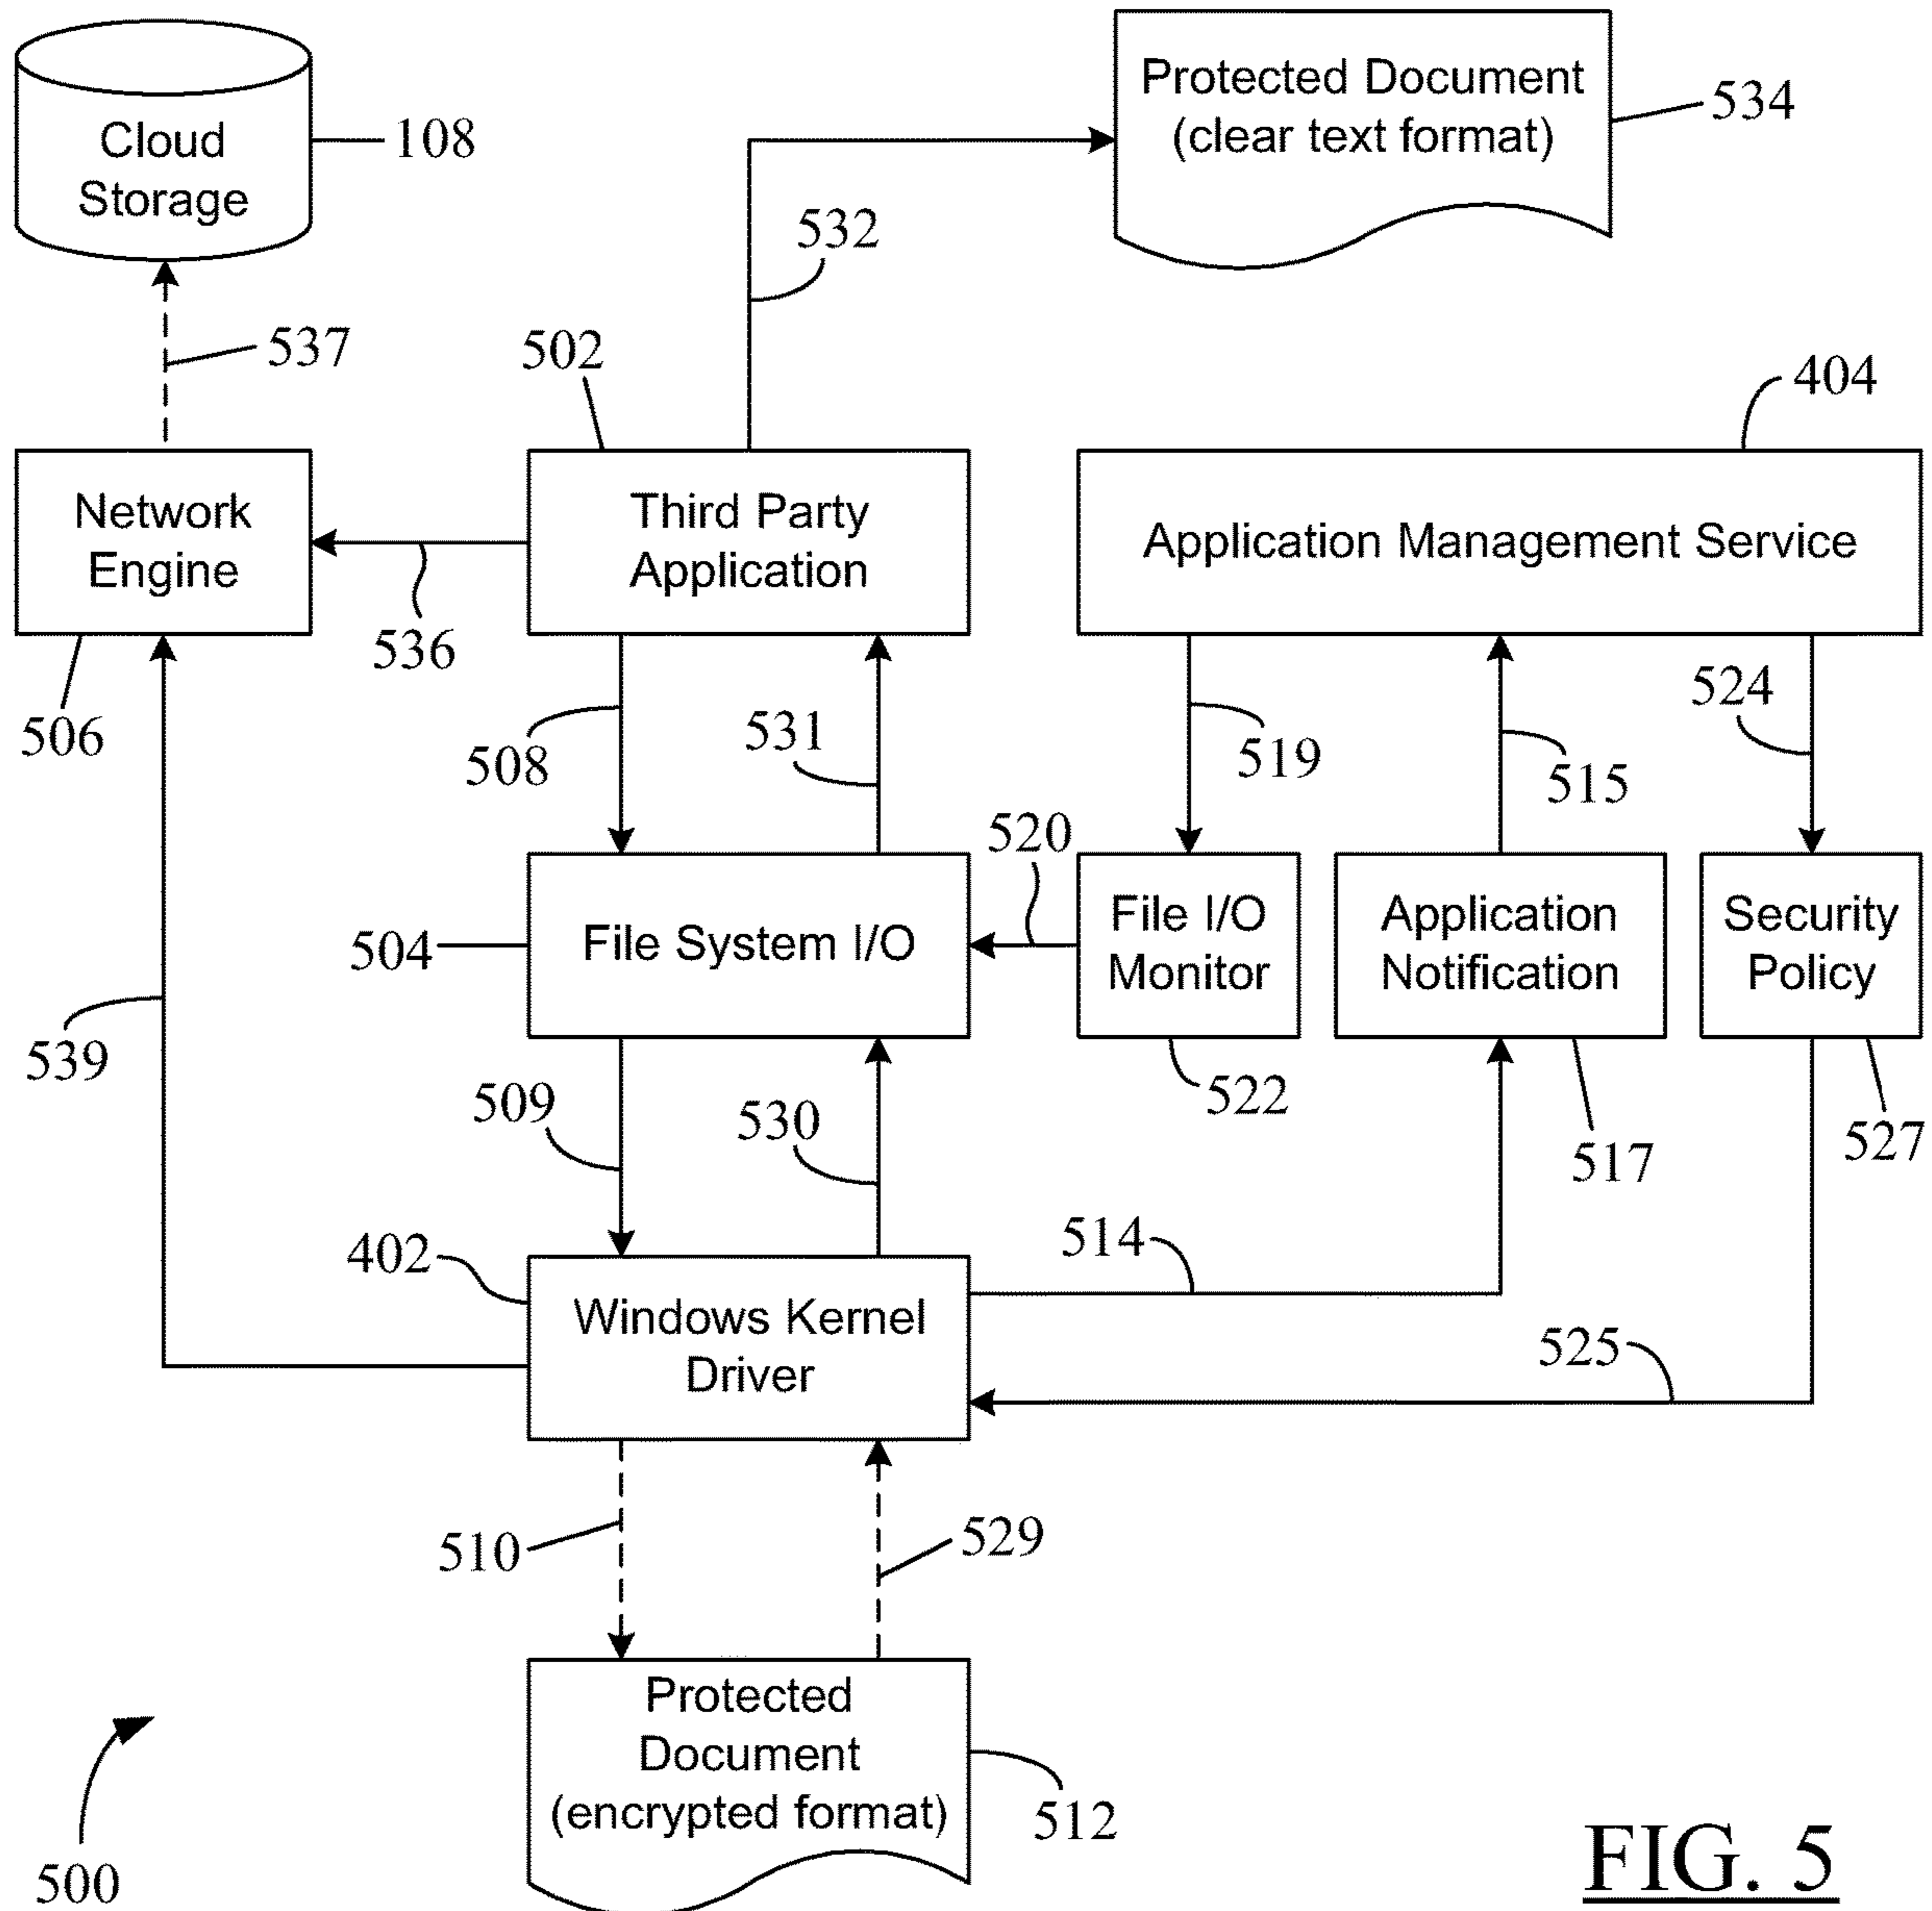 Cloud
Storage
108
Protected Document
(clear text format)
534
532
537
502
404
Network
Engine
Third Party
Application
Application Management Service
536
506
508
531
519
515
524
520
504
File System I/O
File I/O
Monitor
Application
Notification
Security
Policy
539
509
530
522
517
527
402
514
Windows Kernel
Driver
525
510
529
Protected
Document
(encrypted format)
512
500
FIG. 5